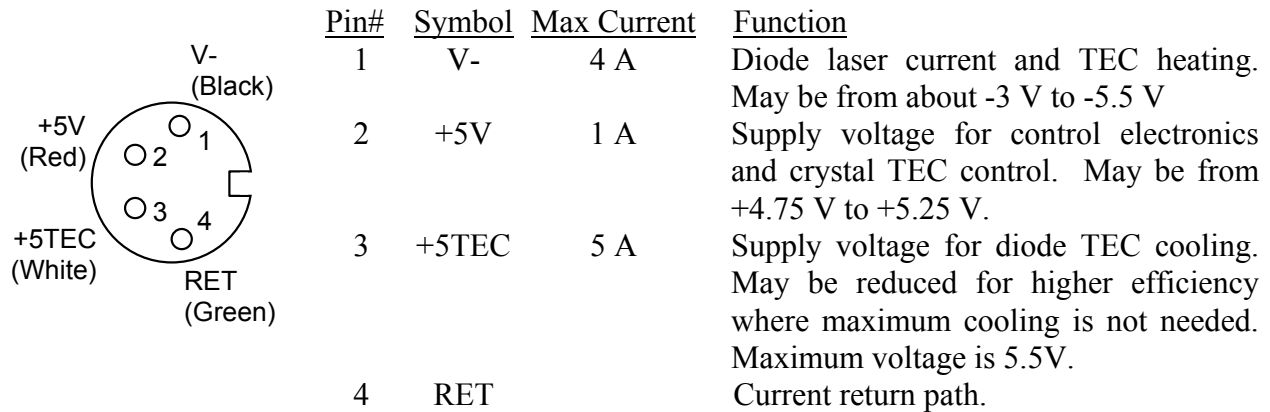 Pin# Symbol Max Current Function
1 V- 4 A Diode laser current and TEC heating.
May be from about -3 V to -5.5 V
2 +5V 1 A Supply voltage for control electronics
and crystal TEC control. May be from
+4.75 V to +5.25 V.
3 +5TEC 5 A Supply voltage for diode TEC cooling.
May be reduced for higher efficiency
where maximum cooling is not needed.
Maximum voltage is 5.5V.
4 RET Current return path.
V-
(Black)
+5V
(Red)
1
2
3
4
+5TEC
(White)
RET
(Green)